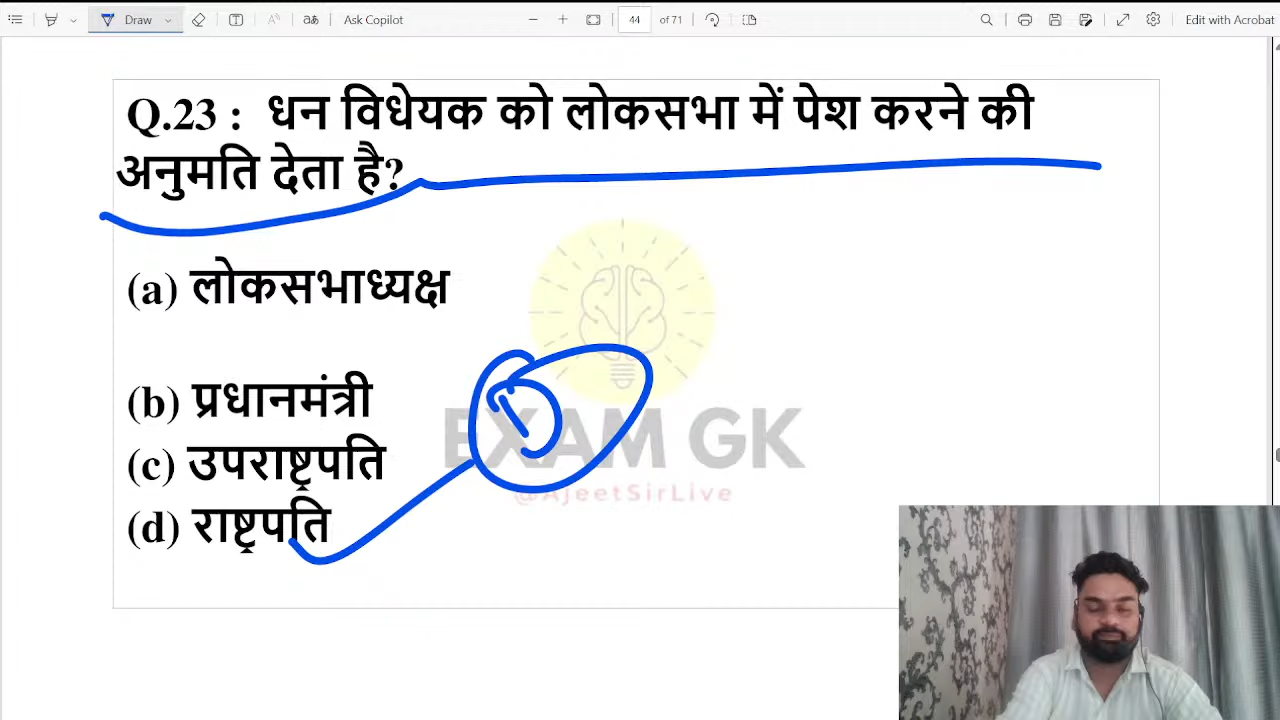 Draw
Ask Copilot
44 of 71
Edit with Acrobat
Q.23 : धन विधेयक को लोकसभा में पेश करने की
अनुमति देता है?
(a) लोकसभाध्यक्ष
(b) प्रधानमंत्री
(c) उपराष्ट्रपति
(d) राष्ट्रपति
D
EXAM GK
@AjeetSirLive